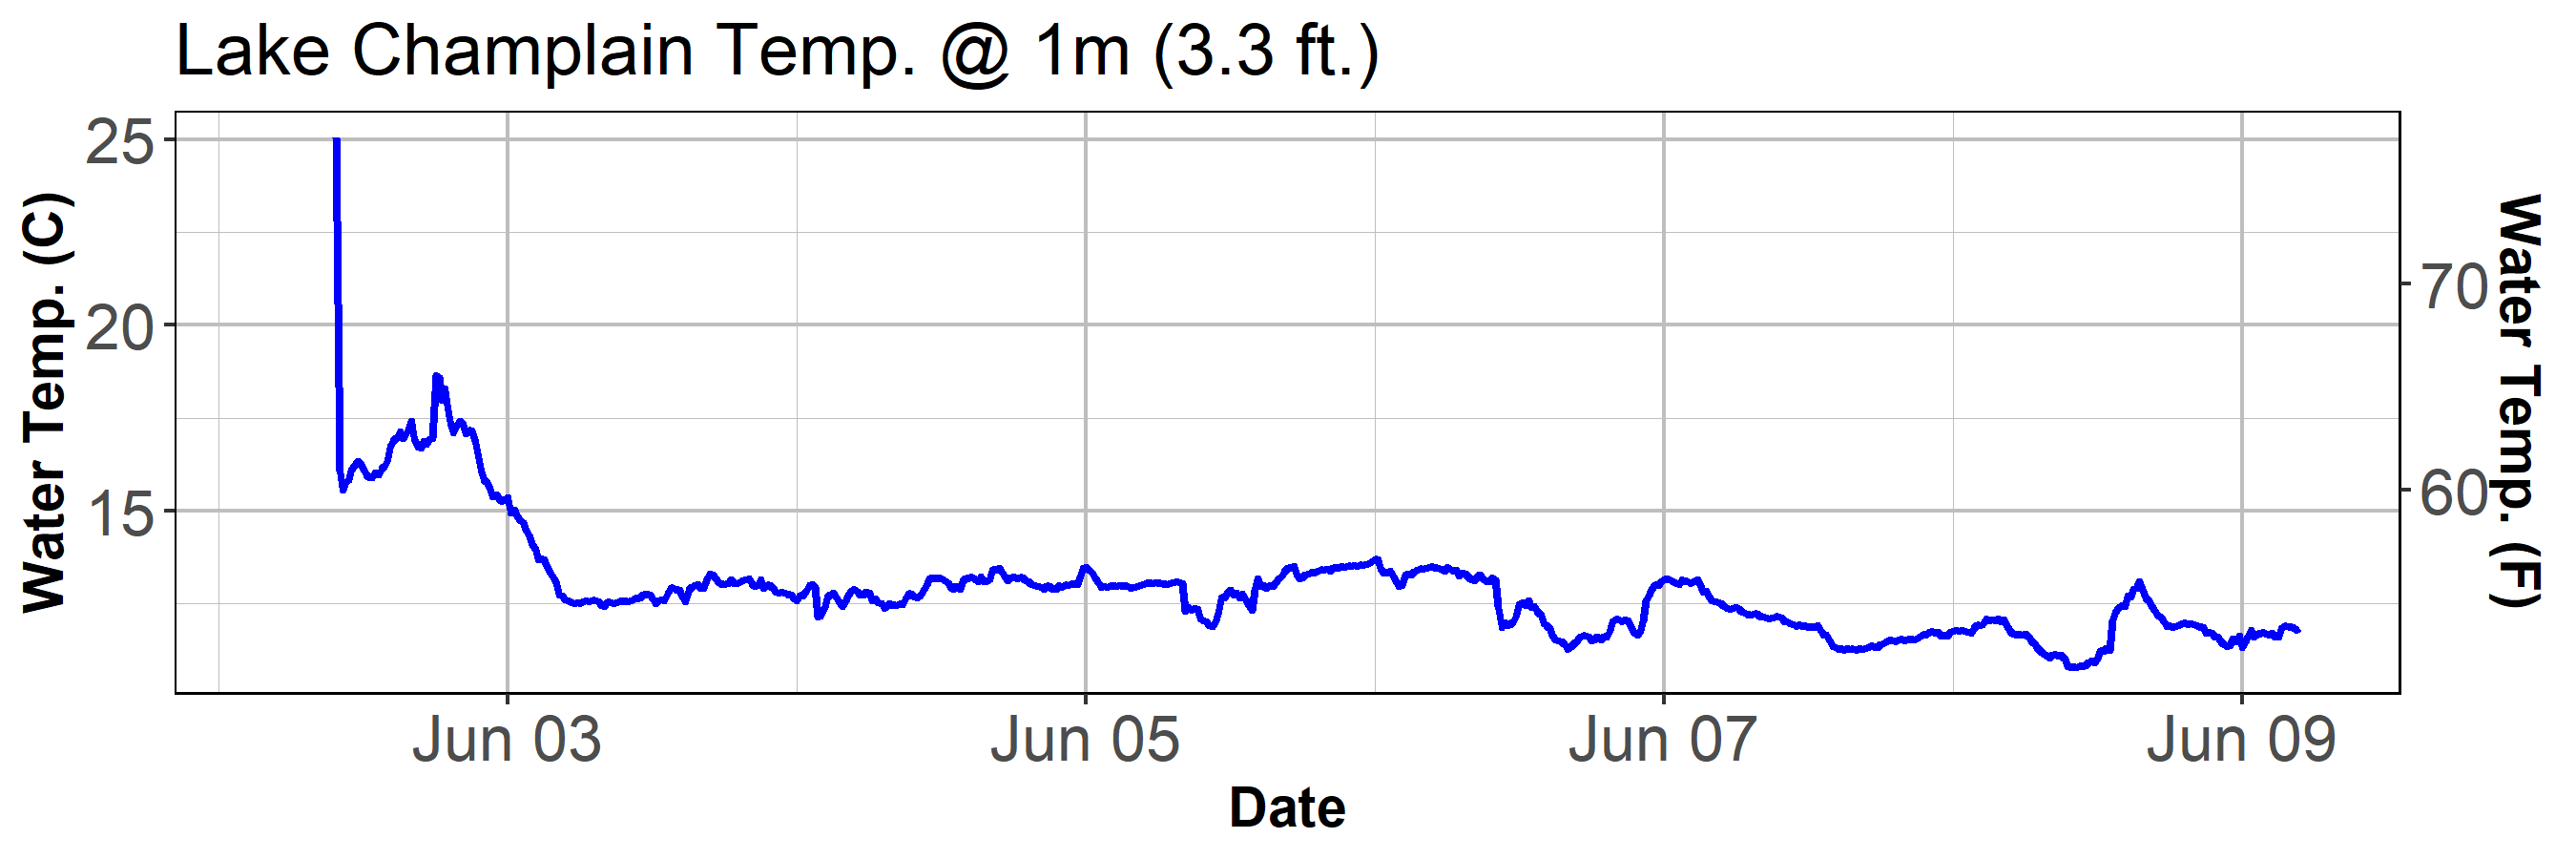 Lake Champlain Temp. @ 1m (3.3 ft.)
Water Temp. (C)
25
20
15
70
60
Water Temp. (F)
Jun 03 Jun 05 Jun 07 Jun 09
Date